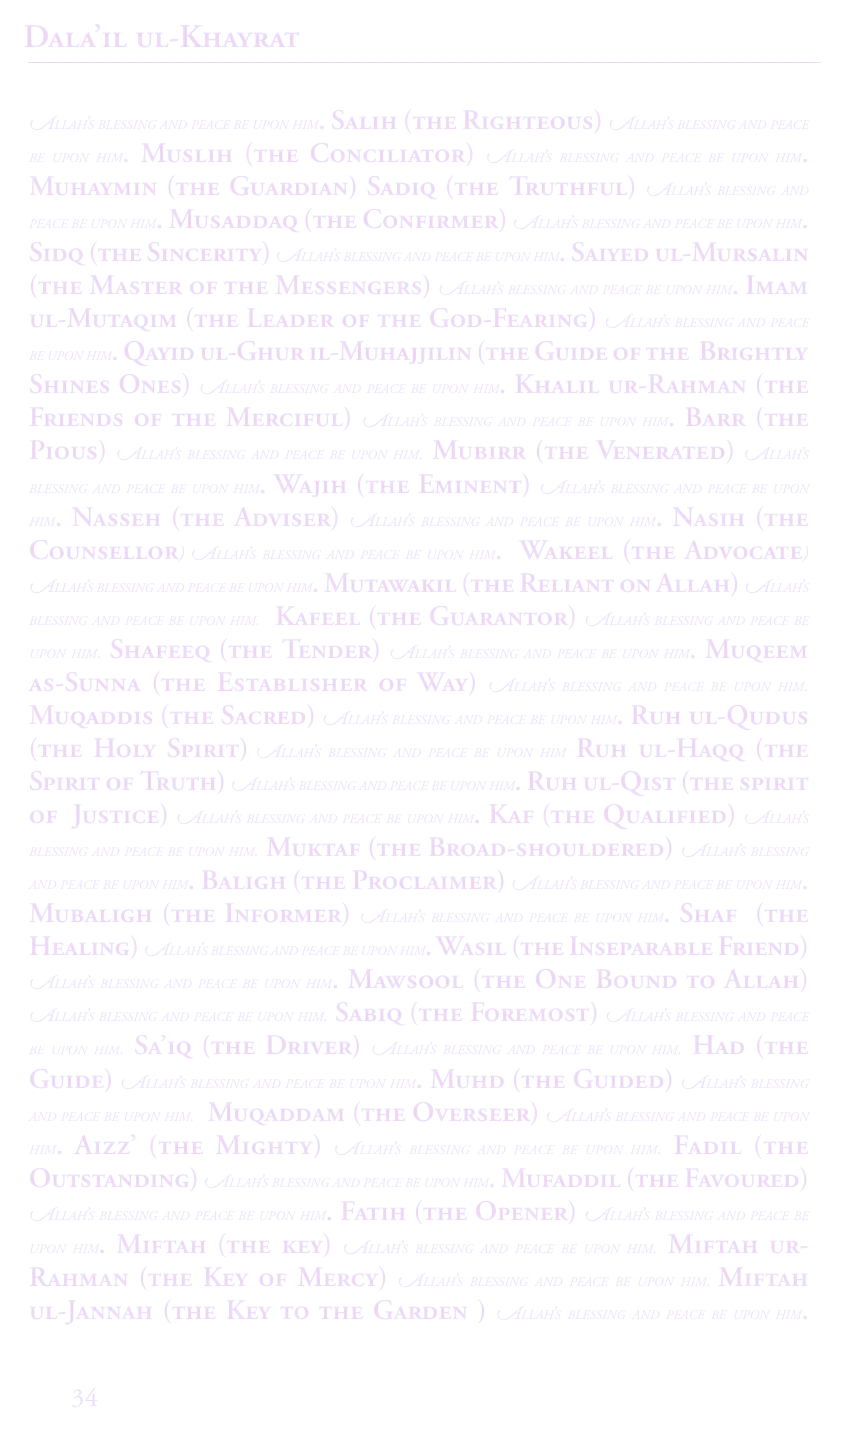 Dala'il ul-Khayrat
Allah's blessing and peace be upon him. Salih (the Righteous) Allah's blessing and peace
be upon him. Muslih (the Conciliator) Allah's blessing and peace be upon him.
Muhaymin (the Guardian) Sadiq (the Truthful) Allah's blessing and
peace be upon him. Musaddaq (the Confirmer) Allah's blessing and peace be upon him.
Sidq (the Sincerity) Allah's blessing and peace be upon him. Saiyed ul-Mursalin
(the Master of the Messengers) Allah's blessing and peace be upon him. Imam
ul-Mutaqim (the Leader of the God-Fearing) Allah's blessing and peace
be upon him. Qayid ul-Ghur il-Muhajjilin (the Guide of the Brightly
Shines Ones) Allah's blessing and peace be upon him. Khalil ur-Rahman (the
Friends of the Merciful) Allah's blessing and peace be upon him. Barr (the
Pious) Allah's blessing and peace be upon him. Mubirr (the Venerated) Allah's
blessing and peace be upon him. Wajih (the Eminent) Allah's blessing and peace be upon
him. Nasseh (the Adviser) Allah's blessing and peace be upon him. Nasih (the
Counsellor) Allah's blessing and peace be upon him. Wakeel (the Advocate)
Allah's blessing and peace be upon him. Mutawakil (the Reliant on Allah) Allah's
blessing and peace be upon him. Kafeel (the Guarantor) Allah's blessing and peace be
upon him. Shafeeq (the Tender) Allah's blessing and peace be upon him. Muqeem
as-Sunna (the Establisher of Way) Allah's blessing and peace be upon him.
Muqaddis (the Sacred) Allah's blessing and peace be upon him. Ruh ul-Qudus
(the Holy Spirit) Allah's blessing and peace be upon him Ruh ul-Haqq (the
Spirit of Truth) Allah's blessing and peace be upon him. Ruh ul-Qist (the spirit
of Justice) Allah's blessing and peace be upon him. Kaf (the Qualified) Allah's
blessing and peace be upon him. Muktaf (the Broad-shouldered) Allah's blessing
and peace be upon him. Baligh (the Proclaimer) Allah's blessing and peace be upon him.
Mubaligh (the Informer) Allah's blessing and peace be upon him. Shaf (the
Healing) Allah's blessing and peace be upon him. Wasil (the Inseparable Friend)
Allah's blessing and peace be upon him. Mawsool (the One Bound to Allah)
Allah's blessing and peace be upon him. Sabiq (the Foremost) Allah's blessing and peace
be upon him. Sa'iq (the Driver) Allah's blessing and peace be upon him. Had (the
Guide) Allah's blessing and peace be upon him. Muhd (the Guided) Allah's blessing
and peace be upon him. Muqaddam (the Overseer) Allah's blessing and peace be upon
him. Aizz' (the Mighty) Allah's blessing and peace be upon him. Fadil (the
Outstanding) Allah's blessing and peace be upon him. Mufaddil (the Favoured)
Allah's blessing and peace be upon him. Fatih (the Opener) Allah's blessing and peace be
upon him. Miftah (the key) Allah's blessing and peace be upon him. Miftah ur-
Rahman (the Key of Mercy) Allah's blessing and peace be upon him. Miftah
ul-Jannah (the Key to the Garden ) Allah's blessing and peace be upon him.
34